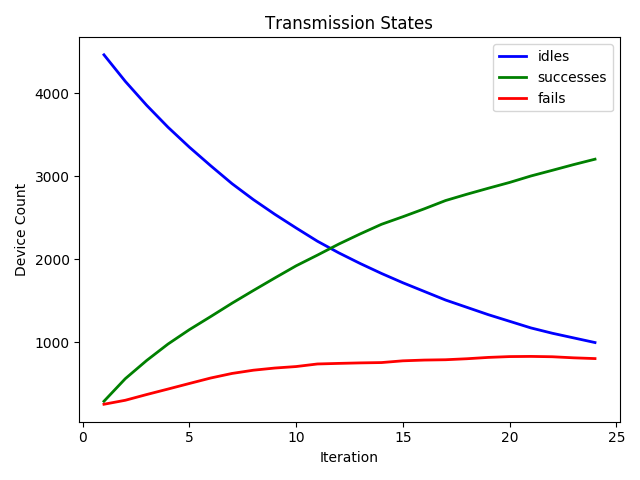 Transmission States
idles
successes
fails
Device Count
4000
3000
2000
1000
0
5
10
15
20
25
Iteration